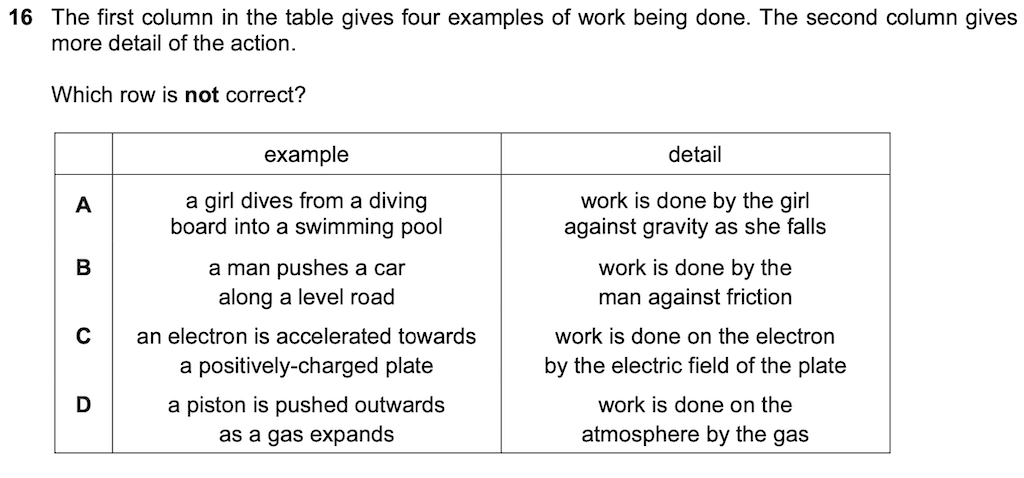 16 The first column in the table gives four examples of work being done. The second column gives
more detail of the action.
Which row is not correct?
example detail
A a girl dives from a diving board into a swimming pool work is done by the girl against gravity as she falls
B a man pushes a car along a level road work is done by the man against friction
C an electron is accelerated towards a positively-charged plate work is done on the electron by the electric field of the plate
D a piston is pushed outwards as a gas expands work is done on the atmosphere by the gas